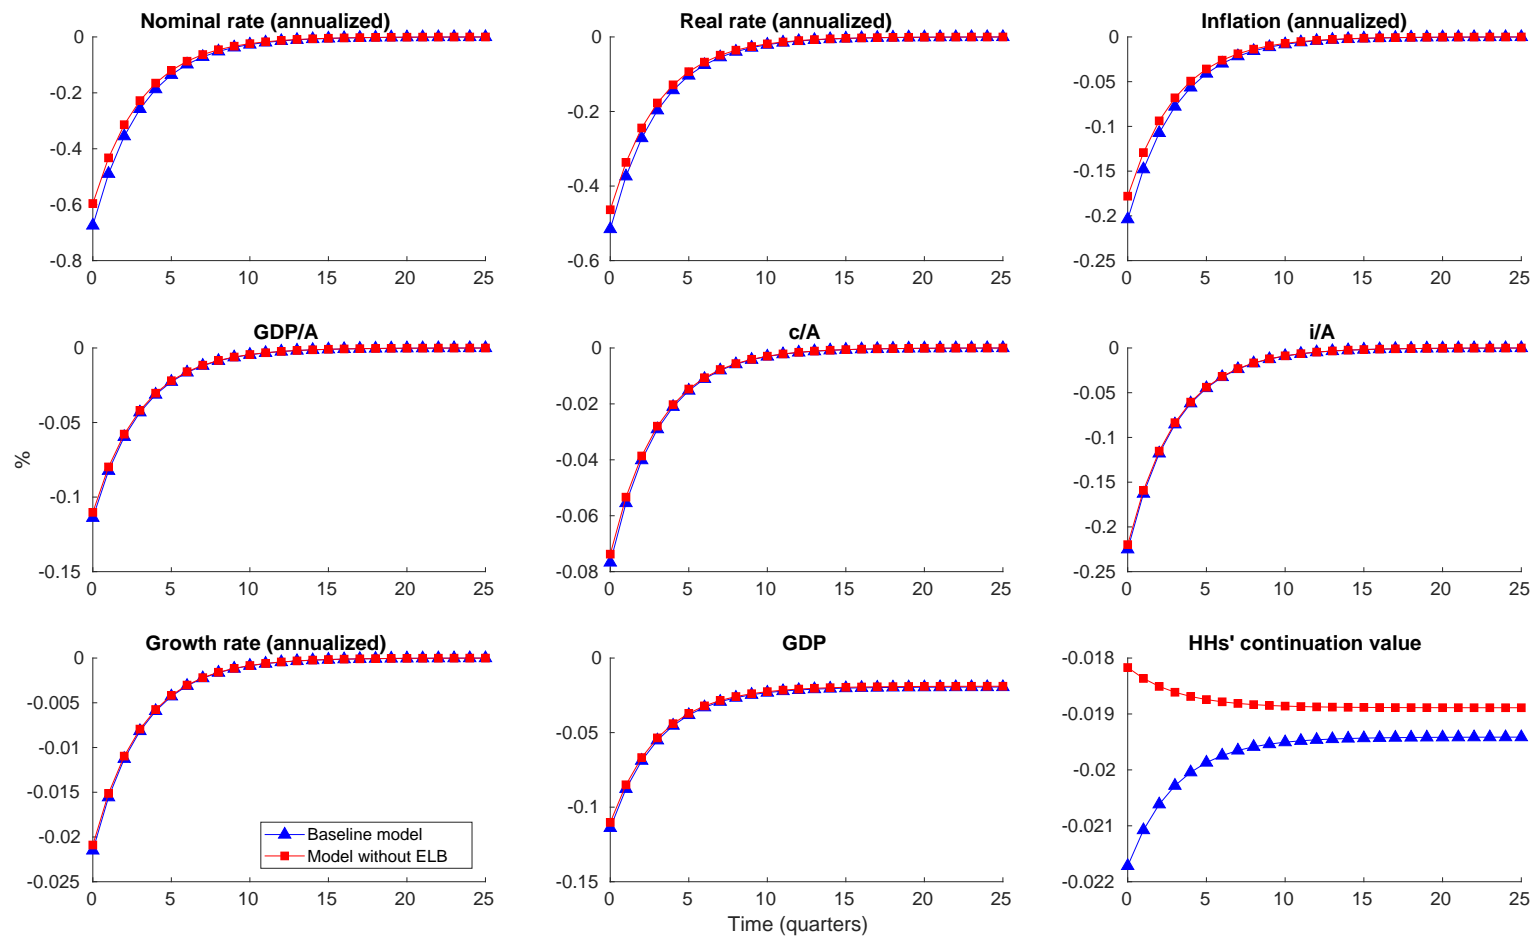 Nominal rate (annualized)
0
-0.2
-0.4
-0.6
-0.8
0 5 10 15 20 25
Real rate (annualized)
0
-0.2
-0.4
-0.6
0 5 10 15 20 25
Inflation (annualized)
0
-0.05
-0.1
-0.15
-0.2
-0.25
0 5 10 15 20 25
GDP/A
0
-0.05
-0.1
-0.15
0 5 10 15 20 25
%
c/A
0
-0.02
-0.04
-0.06
-0.08
0 5 10 15 20 25
i/A
0
-0.05
-0.1
-0.15
-0.2
-0.25
0 5 10 15 20 25
Growth rate (annualized)
0
-0.005
-0.01
-0.015
-0.02
-0.025
0 5 10 15 20 25
Baseline model
Model without ELB
GDP
0
-0.05
-0.1
-0.15
0 5 10 15 20 25
Time (quarters)
HHs' continuation value
-0.018
-0.019
-0.02
-0.021
-0.022
0 5 10 15 20 25